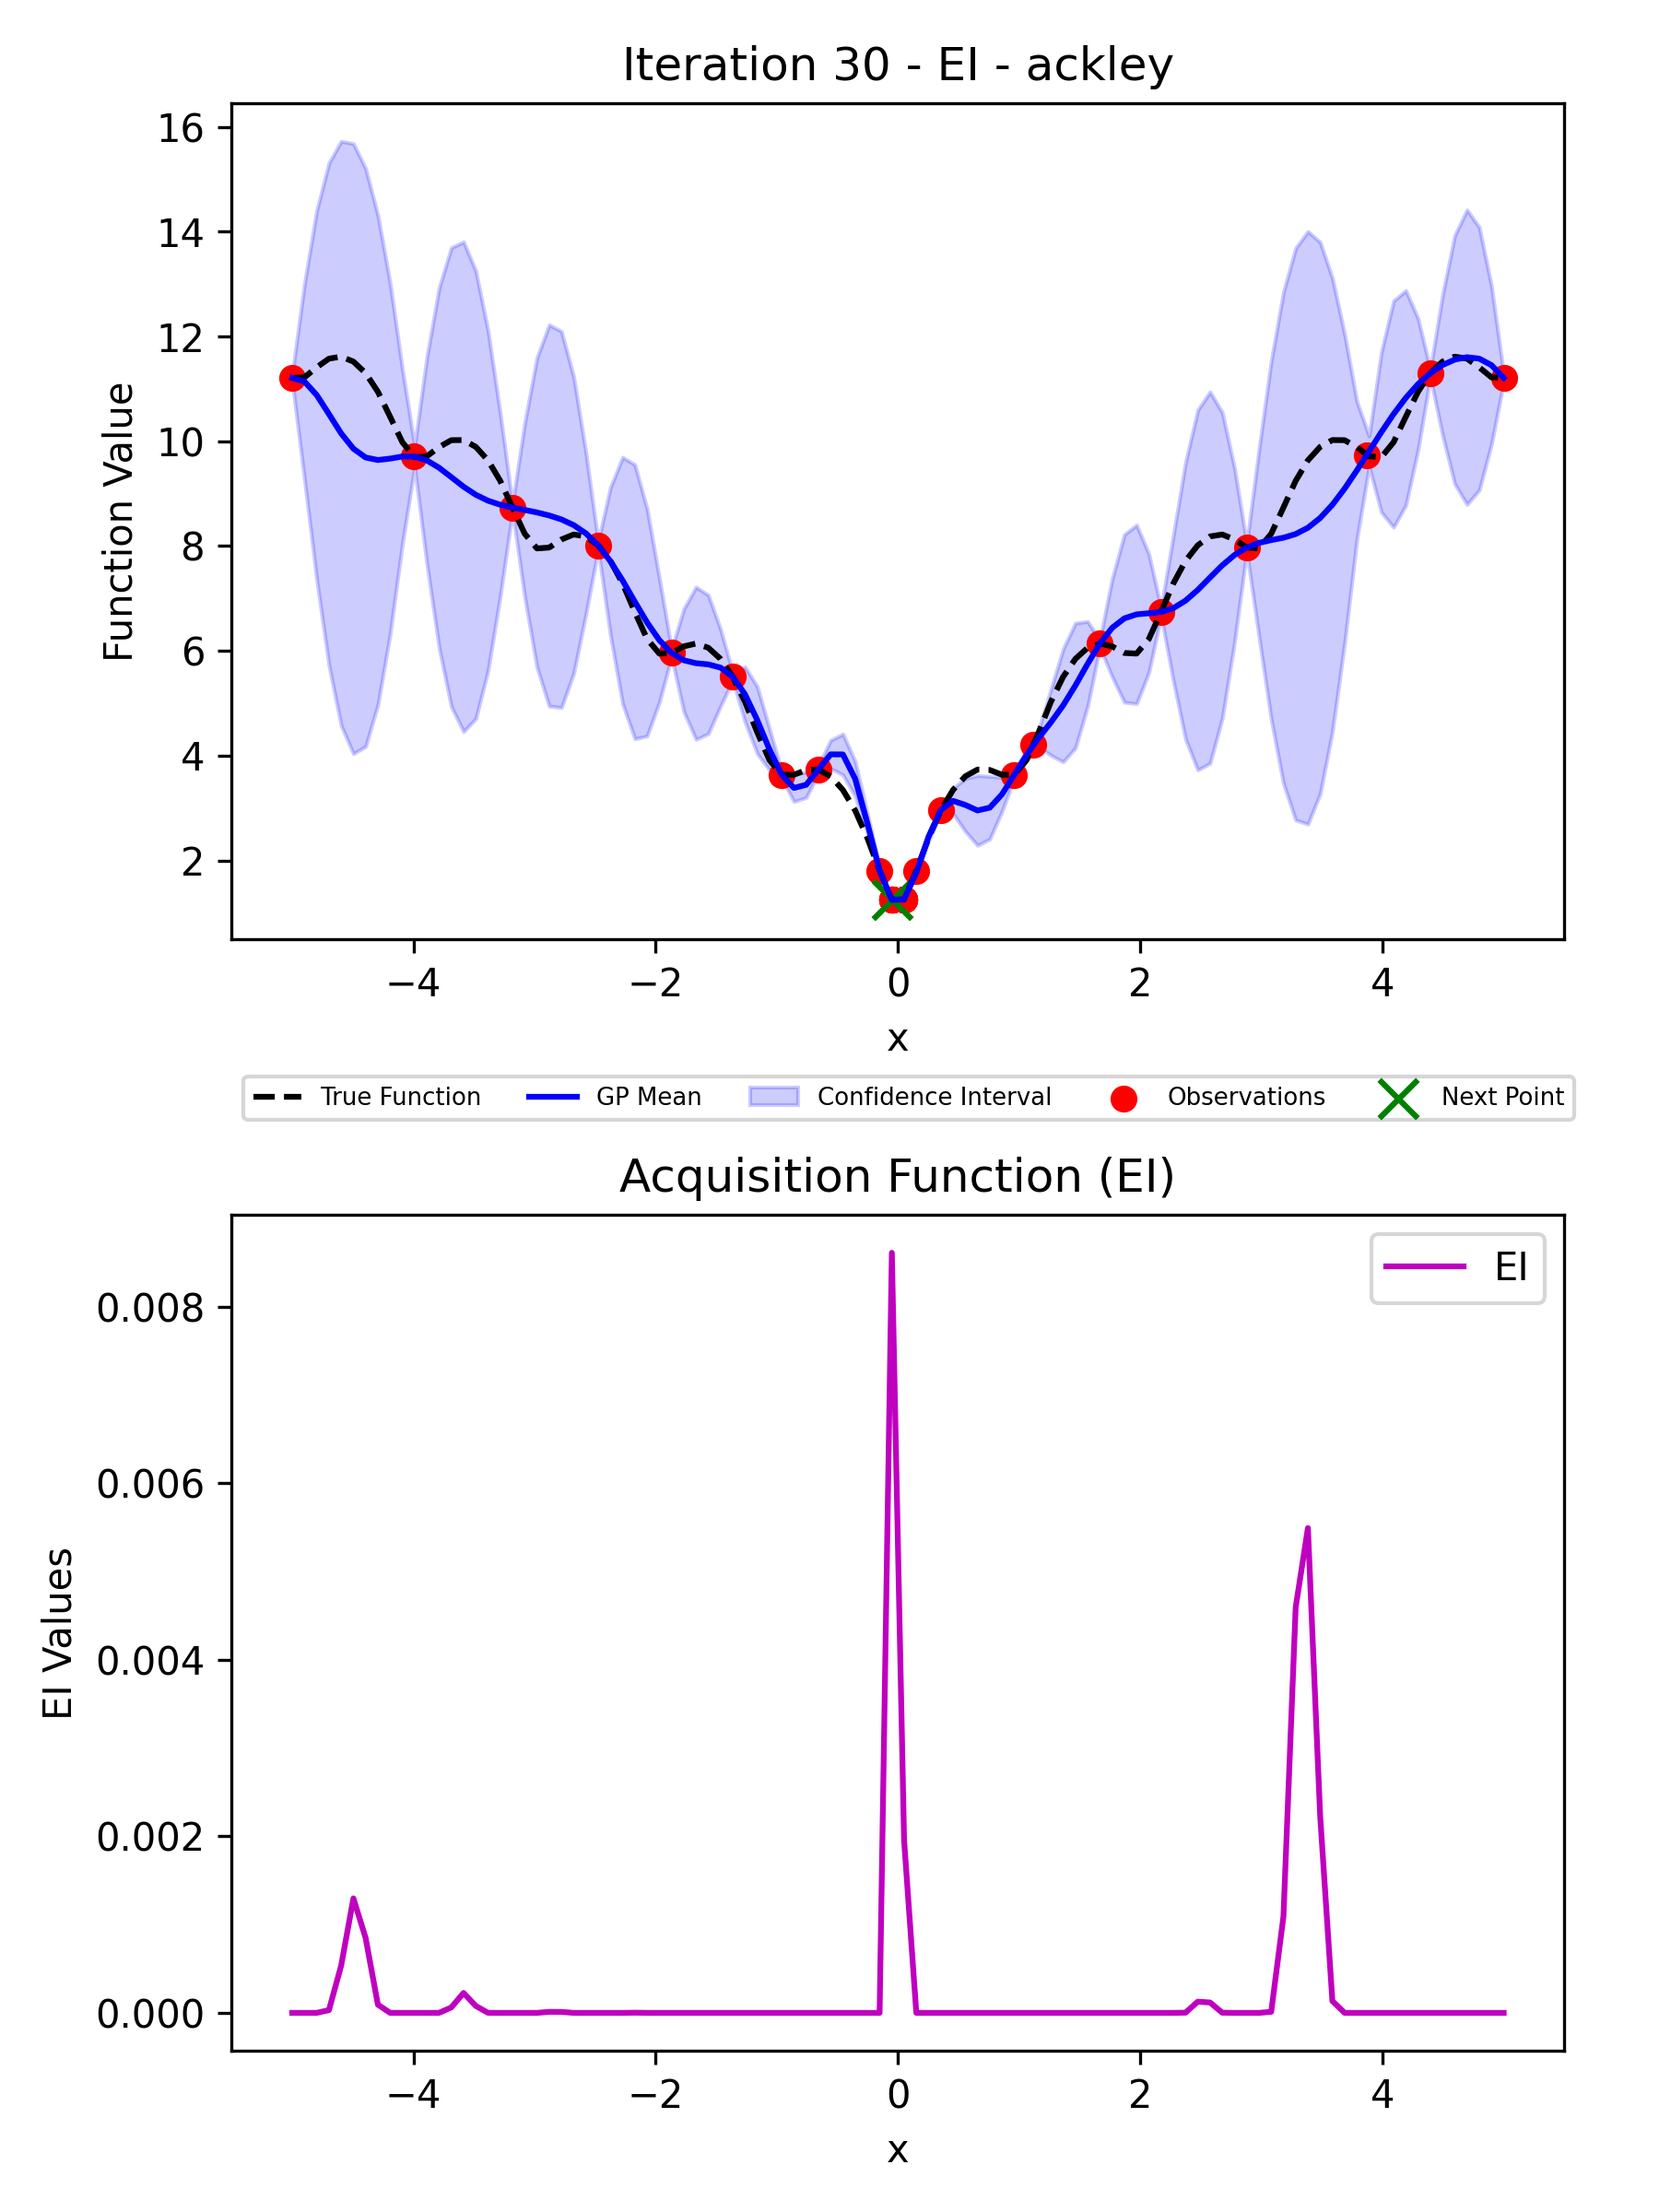 Iteration 30 - EI - ackley
Function Value
16
14
12
10
8
6
4
2
−4 −2 0 2 4
x
True Function GP Mean Confidence Interval Observations Next Point
Acquisition Function (EI)
EI
EI Values
0.008
0.006
0.004
0.002
0.000
−4 −2 0 2 4
x